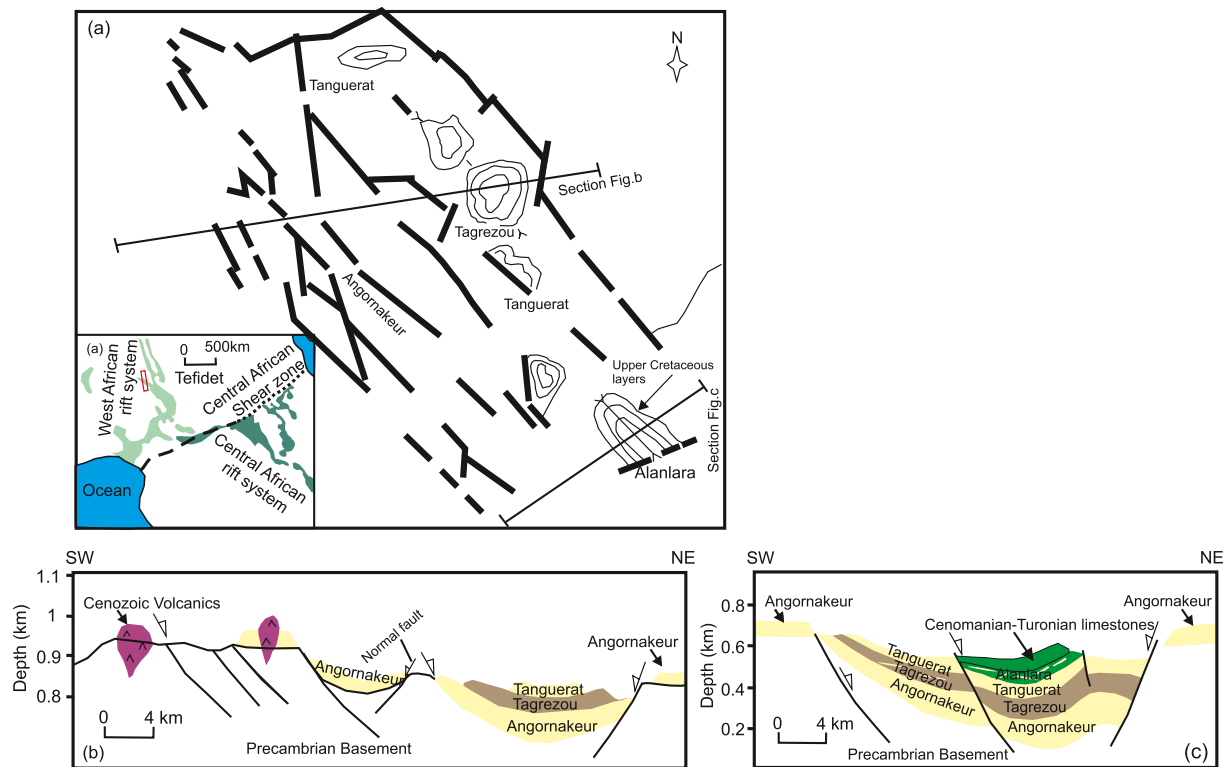 (a)
N
Tanguerat
Section Fig.b
Tagrezou
Angornakeur
Tanguerat
Upper Cretaceous
layers
Section Fig.c
Alanlara
(a)
0 500km
Tefidet
West African
rift system
Central African
Shear zone
Central African
rift system
Ocean
SW
NE
1.1
1
0.9
0.8
Depth (km)
Cenozoic Volcanics
Normal fault
Angornakeur
Angornakeur
Tanguerat
Tagrezou
Angornakeur
0 4 km
Precambrian Basement
(b)
SW
NE
0.8
0.6
0.4
0.2
Depth (km)
Angornakeur
Angornakeur
Cenomanian-Turonian limestones
Tanguerat
Tagrezou
Angornakeur
Alanlara
Tanguerat
Tagrezou
Angornakeur
0 4 km
Precambrian Basement
(c)